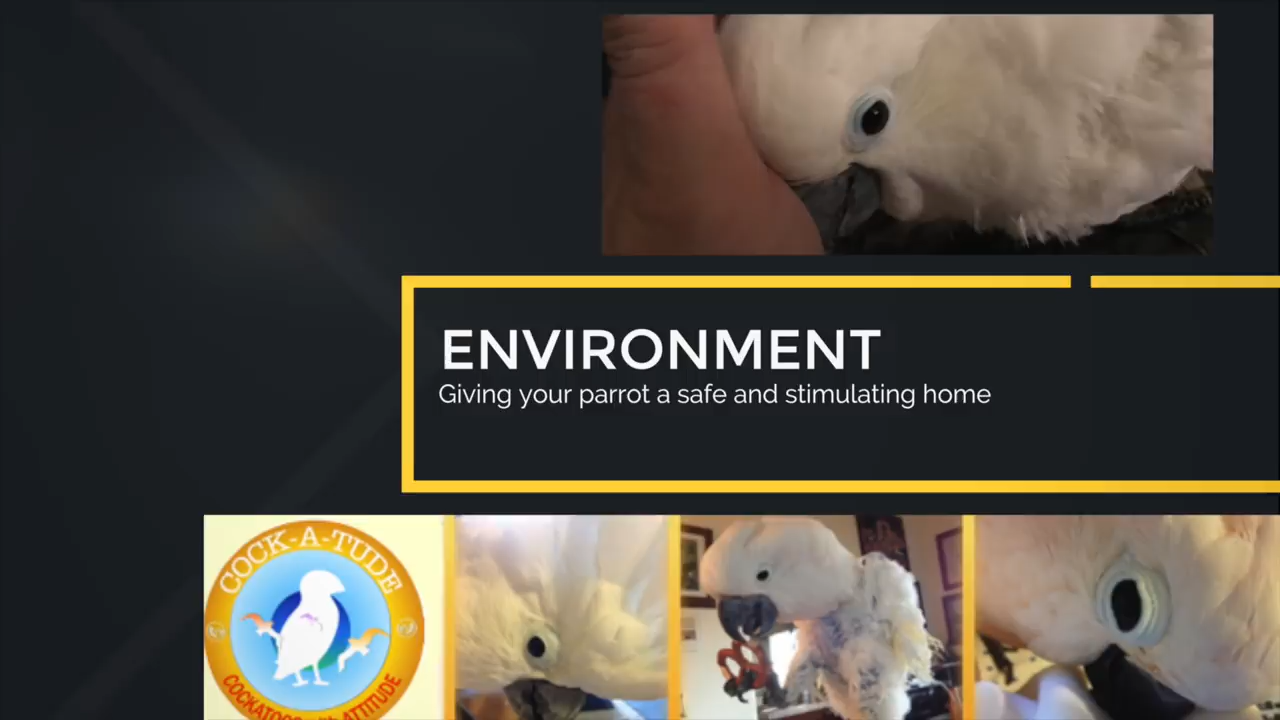 ENVIRONMENT
Giving your parrot a safe and stimulating home
COCK-A-TUDE
COCKATOOS with ATTITUDE